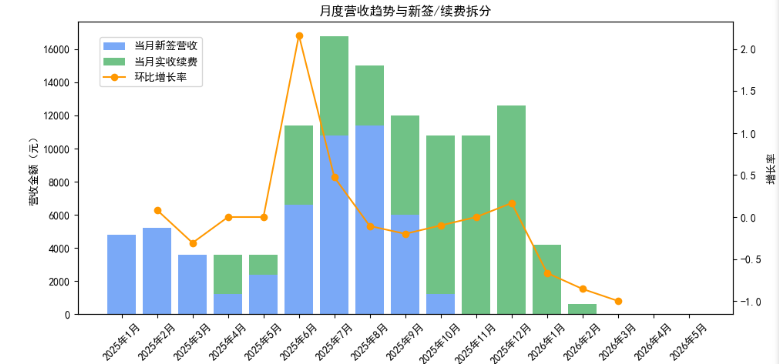 月度营收趋势与新签/续费拆分
当月新签营收
当月实收续费
环比增长率
营收金额（元）
16000
14000
12000
10000
8000
6000
4000
2000
0
2.0
1.5
1.0
0.5
0.0
−0.5
−1.0
增长率
2025年1月
2025年2月
2025年3月
2025年4月
2025年5月
2025年6月
2025年7月
2025年8月
2025年9月
2025年10月
2025年11月
2025年12月
2026年1月
2026年2月
2026年3月
2026年4月
2026年5月